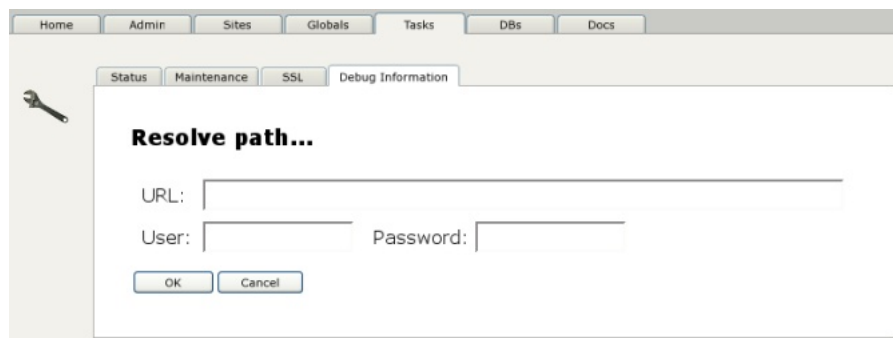 Home Admin Sites Globals Tasks DBs Docs
Status Maintenance SSL Debug Information
Resolve path...
URL:
User: Password:
OK Cancel